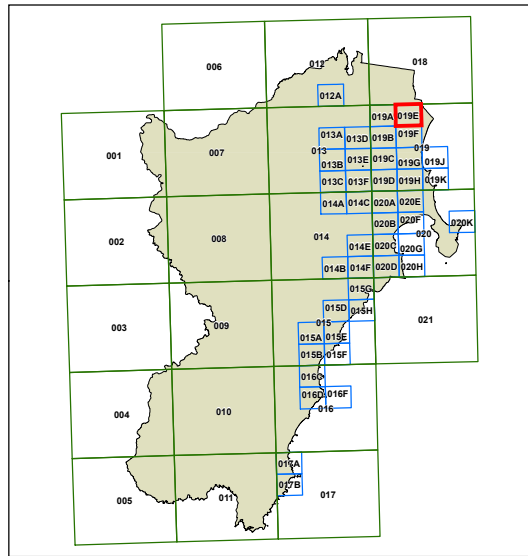 006 012 018
012A
019A 019E
013A 013D 019B 019F
001 007 013 019
013B 013E 019C 019G 019J
013C 013F 019D 019H 019K
014A 014C 020A 020E
020B 020F 020K
002 008 014 020
014E 020C 020G
014B 014F 020D 020H
015G
015D 015H
003 009 015 021
015A 015E
015B 015F
016C
016D 016F
004 010 016
017A
017B
005 011 017